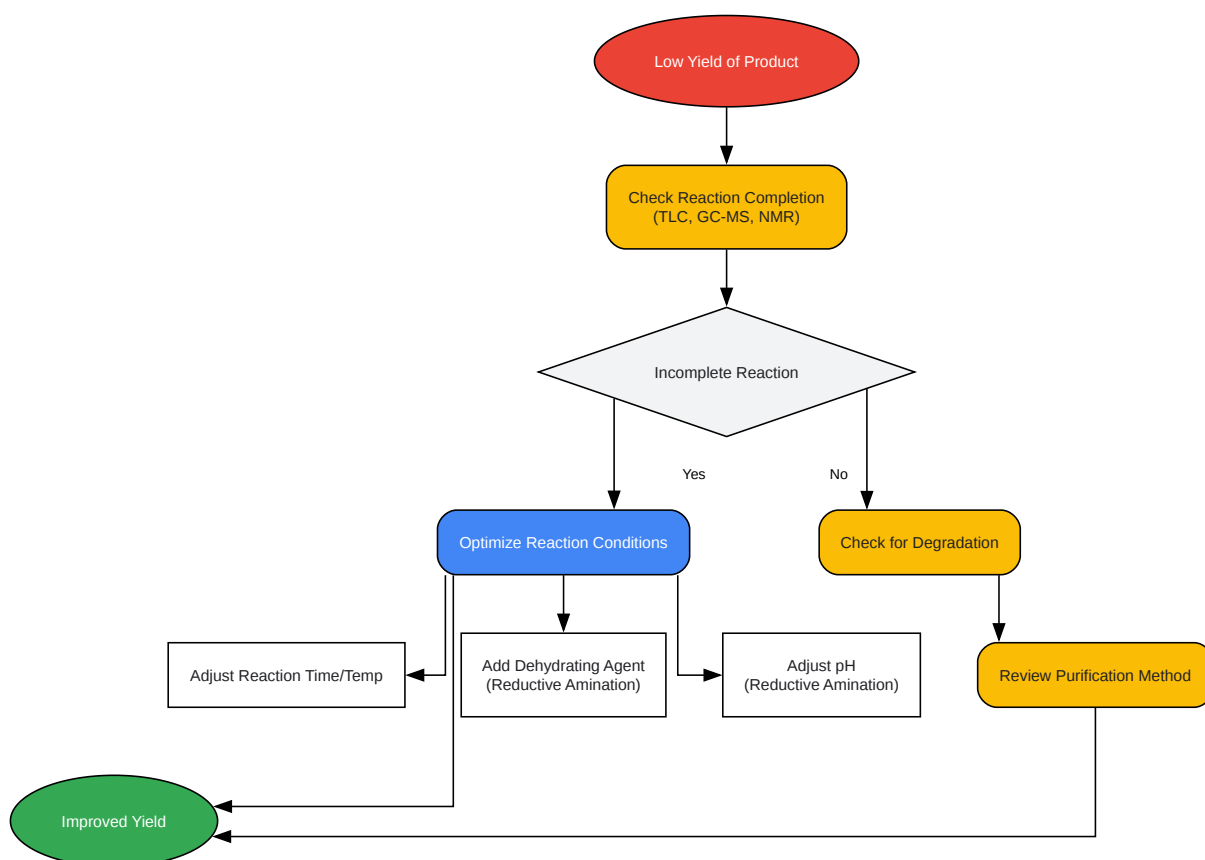 Low Yield of Product
Check Reaction Completion
(TLC, GC-MS, NMR)
Incomplete Reaction
Yes
No
Optimize Reaction Conditions
Check for Degradation
Adjust Reaction Time/Temp
Add Dehydrating Agent
(Reductive Amination)
Adjust pH
(Reductive Amination)
Review Purification Method
Improved Yield